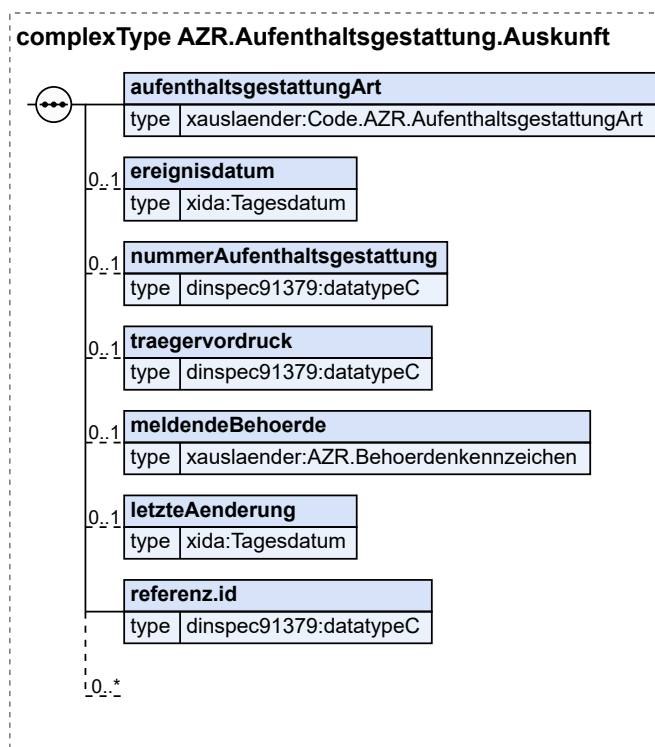 complexType AZR.Aufenthaltsgestattung.Auskunft
aufenthaltsgestattungArt
type xauslaender:Code.AZR.AufenthaltsgestattungArt
0..1 ereignisdatum
type xida:Tagesdatum
0..1 nummerAufenthaltsgestattung
type dinspec91379:datatypeC
0..1 traegervordruck
type dinspec91379:datatypeC
0..1 meldendeBehoerde
type xauslaender:AZR.Behoerdenkennzeichen
0..1 letzteAenderung
type xida:Tagesdatum
referenz.id
type dinspec91379:datatypeC
0..*